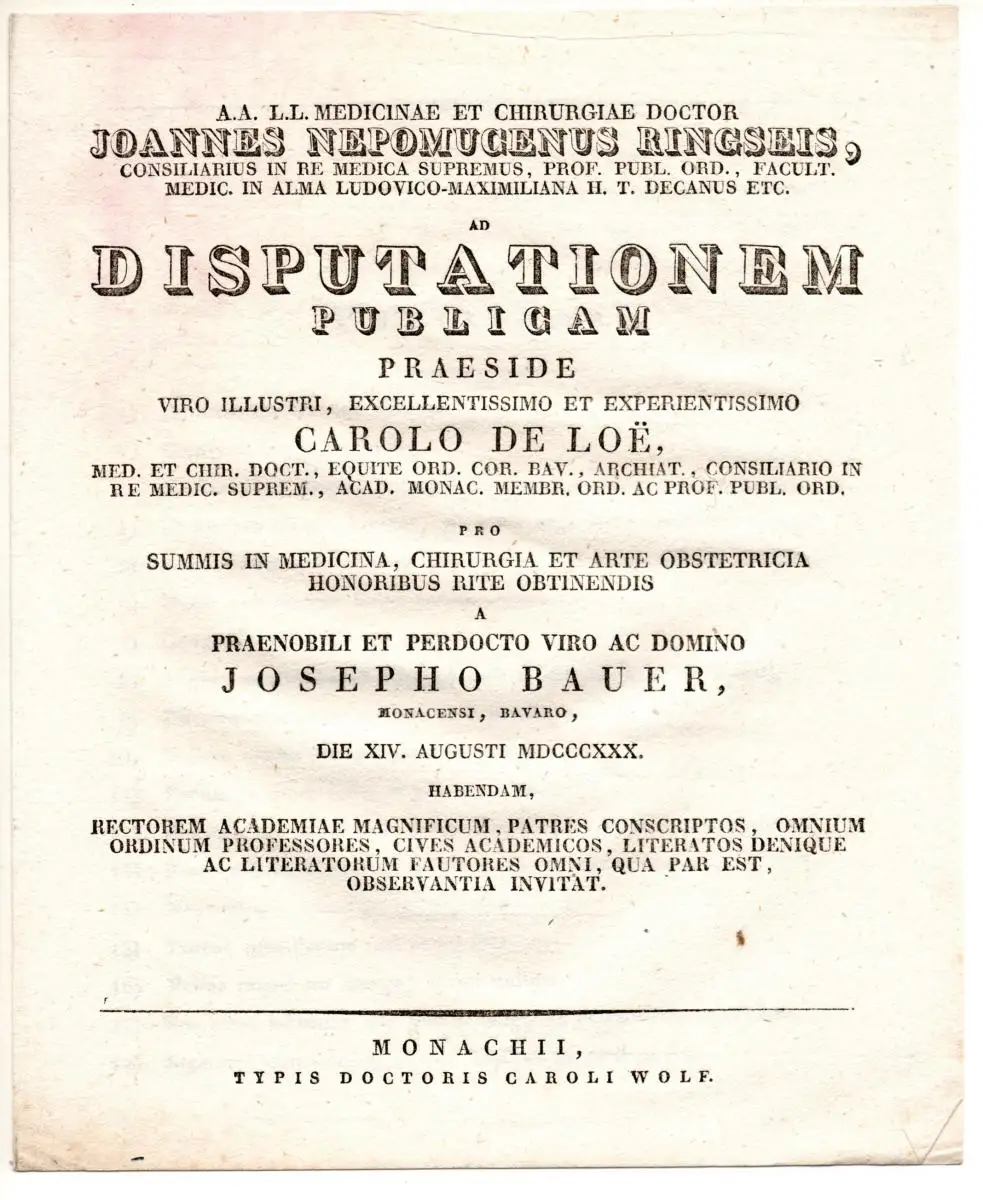 A.A. L.L. MEDICINAE ET CHIRURGIAE DOCTOR
JOANNES NEPOMUCENUS RINGSEIS,
CONSILIARIUS IN RE MEDICA SUPREMUS, PROF. PUBL. ORD., FACULT.
MEDIC. IN ALMA LUDOVICO-MAXIMILIANA H. T. DECANUS ETC.
AD
DISPUTATIONEM
PUBLICAM
PRAESIDE
VIRO ILLUSTRI, EXCELLENTISSIMO ET EXPERIENTISSIMO
CAROLO DE LOË,
MED. ET CHIR. DOCT., EQUITE ORD. COR. BAV., ARCHIAT., CONSILIARIO IN
RE MEDIC. SUPREM., ACAD. MONAC. MEMBR. ORD. AC PROF. PUBL. ORD.
PRO
SUMMIS IN MEDICINA, CHIRURGIA ET ARTE OBSTETRICIA
HONORIBUS RITE OBTINENDIS
A
PRAENOBILI ET PERDOCTO VIRO AC DOMINO
JOSEPHO BAUER,
MONACENSI, BAVARO,
DIE XIV. AUGUSTI MDCCCXXX.
HABENDAM,
RECTOREM ACADEMIAE MAGNIFICUM, PATRES CONSCRIPTOS, OMNIUM
ORDINUM PROFESSORES, CIVES ACADEMICOS, LITERATOS DENIQUE
AC LITERATORUM FAUTORES OMNI, QUA PAR EST,
OBSERVANTIA INVITAT.
MONACHII,
TYPIS DOCTORIS CAROLI WOLF.